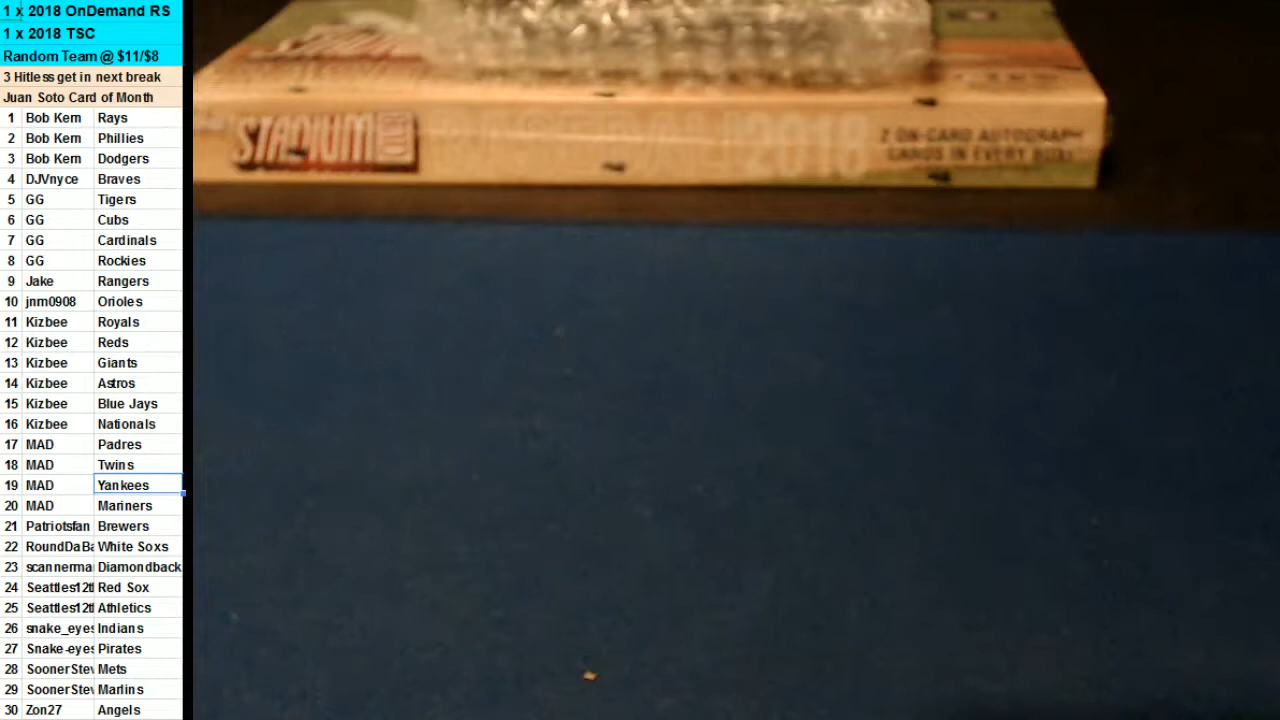 1 x 2018 OnDemand RS
1 x 2018 TSC
Random Team @ $11/$8
3 Hitless get in next break
Juan Soto Card of Month
1 Bob Kern Rays
2 Bob Kern Phillies
3 Bob Kern Dodgers
4 DJVnyce Braves
5 GG Tigers
6 GG Cubs
7 GG Cardinals
8 GG Rockies
9 Jake Rangers
10 jnm0908 Orioles
11 Kizbee Royals
12 Kizbee Reds
13 Kizbee Giants
14 Kizbee Astros
15 Kizbee Blue Jays
16 Kizbee Nationals
17 MAD Padres
18 MAD Twins
19 MAD Yankees
20 MAD Mariners
21 Patriotsfan Brewers
22 RoundDaBa White Soxs
23 scannerma Diamondback
24 Seattles12t Red Sox
25 Seattles12t Athletics
26 snake_eyes Indians
27 Snake-eyes Pirates
28 SoonerStev Mets
29 SoonerStev Marlins
30 Zon27 Angels
STADIUM CLUB 2018
2 ON-CARD AUTOGRAPH
CARDS IN EVERY BOX!